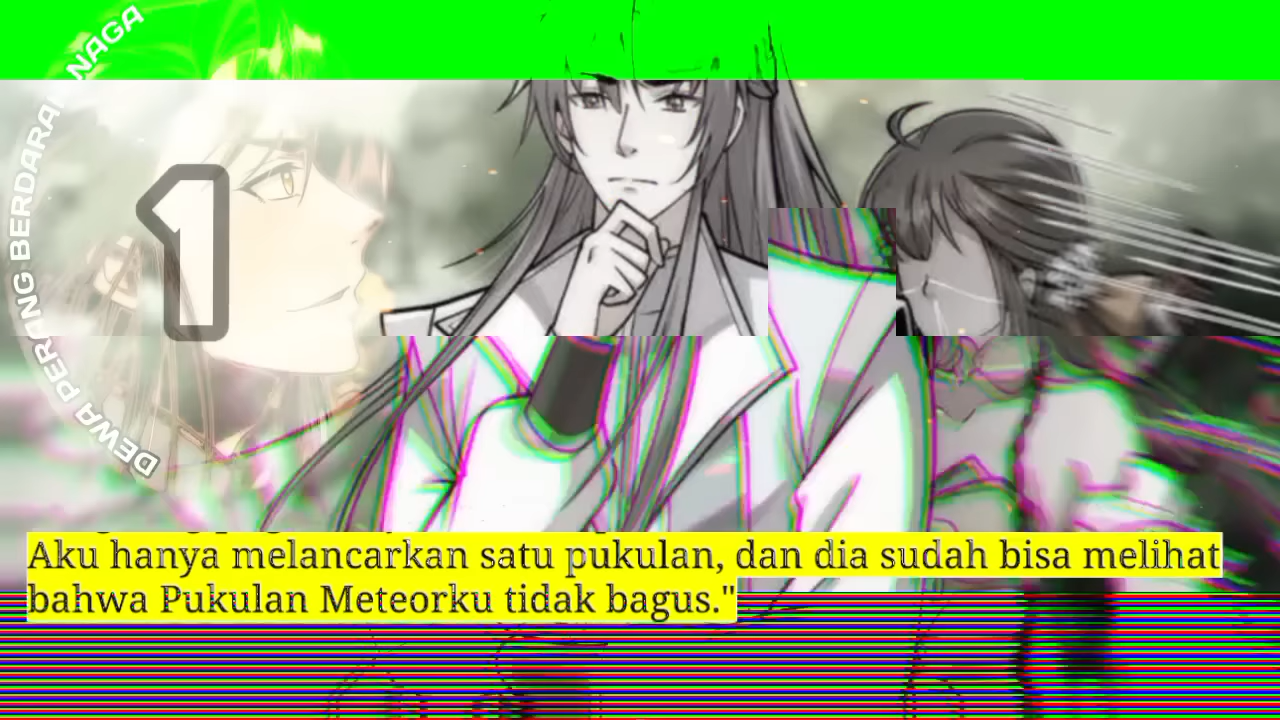 DEWA PERANG BERDARAH NAGA
1
Aku hanya melancarkan satu pukulan, dan dia sudah bisa melihat
bahwa Pukulan Meteorku tidak bagus."